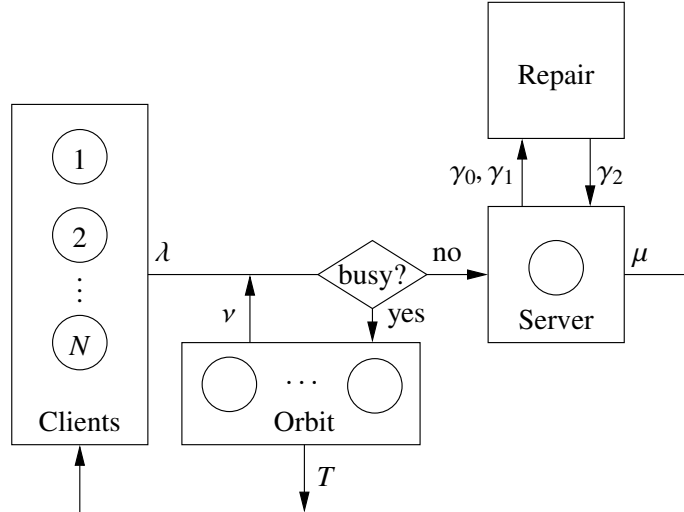 Repair
1
γ0, γ1
γ2
2
λ
busy?
no
μ
⋮
ν
yes
Server
N
...
Clients
Orbit
T